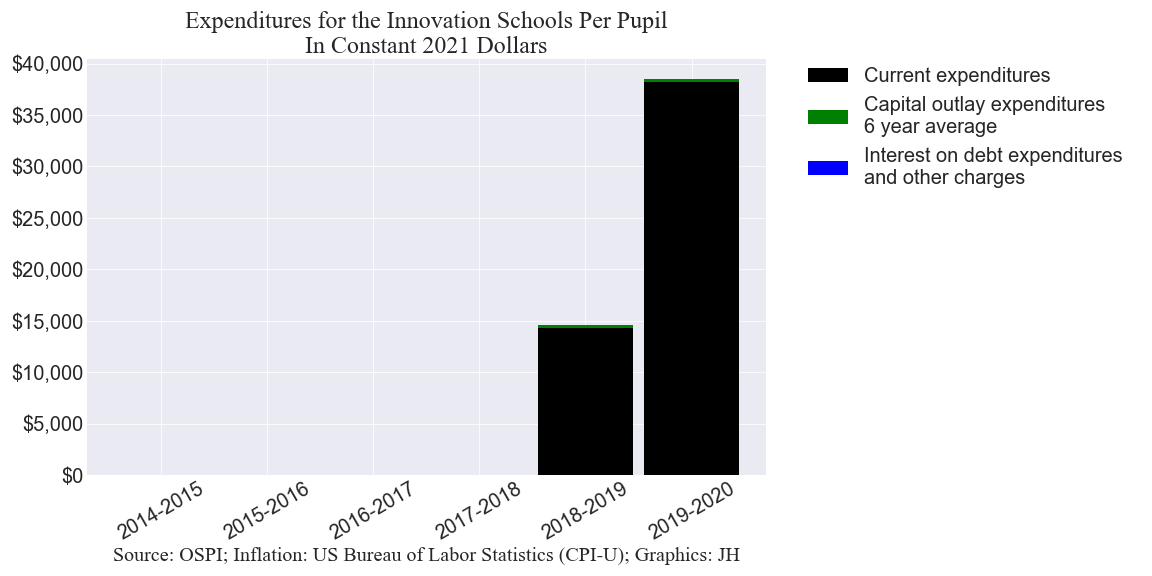 Expenditures for the Innovation Schools Per Pupil
In Constant 2021 Dollars
$40,000
$35,000
$30,000
$25,000
$20,000
$15,000
$10,000
$5,000
$0
2014-2015
2015-2016
2016-2017
2017-2018
2018-2019
2019-2020
Current expenditures
Capital outlay expenditures
6 year average
Interest on debt expenditures
and other charges
Source: OSPI; Inflation: US Bureau of Labor Statistics (CPI-U); Graphics: JH